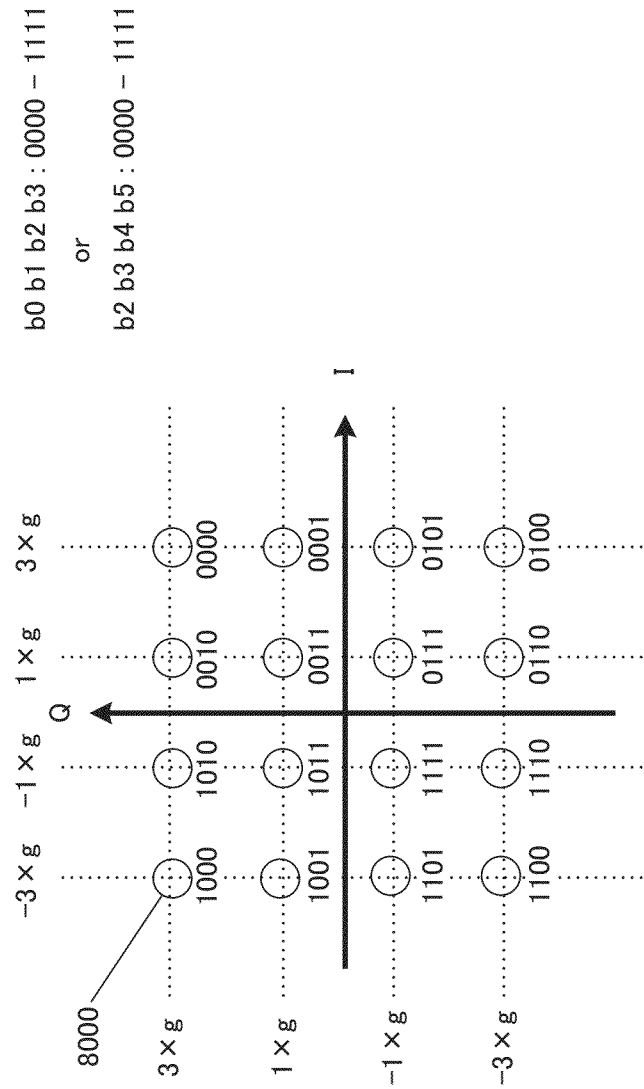 b0 b1 b2 b3 : 0000 – 1111
or
b2 b3 b4 b5 : 0000 – 1111
8000
−3×g −1×g 1×g 3×g
Q
3×g
1000 1010 0010 0000
1×g
1001 1011 0011 0001
I
−1×g
1101 1111 0111 0101
−3×g
1100 1110 0110 0100